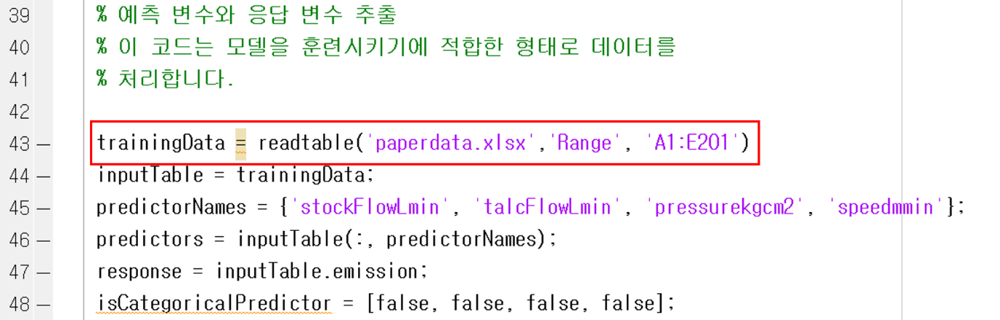 39 % 예측 변수와 응답 변수 추출
40 % 이 코드는 모델을 훈련시키기에 적합한 형태로 데이터를
41 % 처리합니다.
42
43 – trainingData = readtable('paperdata.xlsx','Range', 'A1:E201')
44 – inputTable = trainingData;
45 – predictorNames = {'stockFlowLmin', 'talcFlowLmin', 'pressurekgcm2', 'speedmmin'};
46 – predictors = inputTable(:, predictorNames);
47 – response = inputTable.emission;
48 – isCategoricalPredictor = [false, false, false, false];